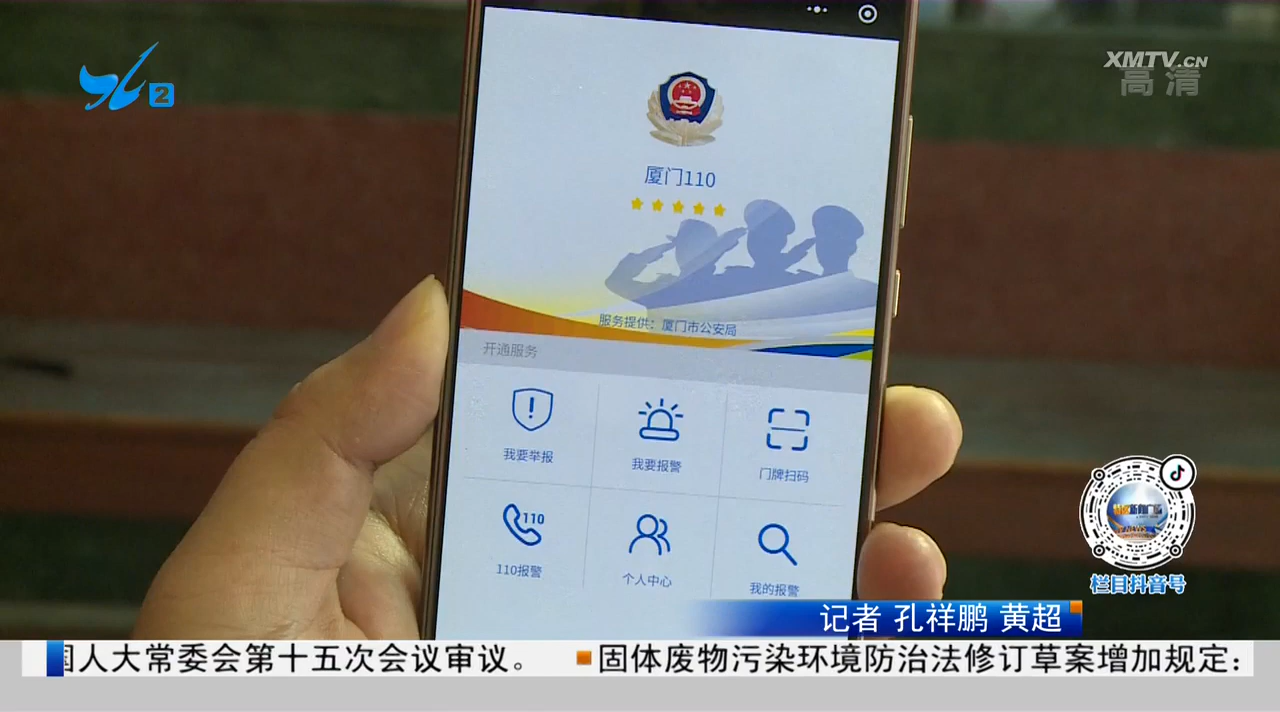 2
XMTV.CN
高清
厦门110
服务提供：厦门市公安局
开通服务
我要举报
我要报警
门牌扫码
110
110报警
个人中心
我的报警
栏目抖音号
记者 孔祥鹏 黄超
国人大常委会第十五次会议审议。
固体废物污染环境防治法修订草案增加规定：